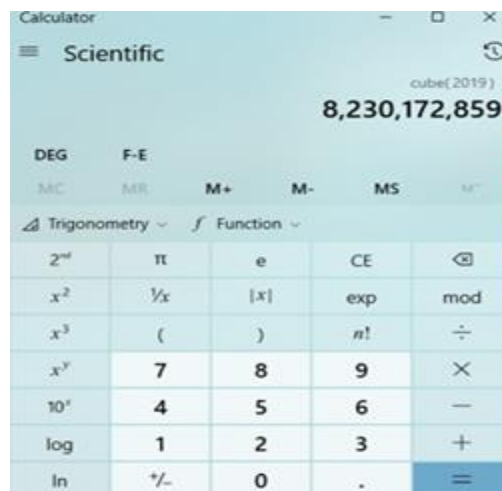 Calculator
Scientific
cube( 2019 )
8,230,172,859
DEG F-E
MC MR M+ M- MS M˅
Trigonometry f Function
2ⁿᵈ π e CE
x² ¹/x |x| exp mod
x³ ( ) n! ÷
xʸ 7 8 9 ×
10ˣ 4 5 6 −
log 1 2 3 +
ln +/− 0 . =